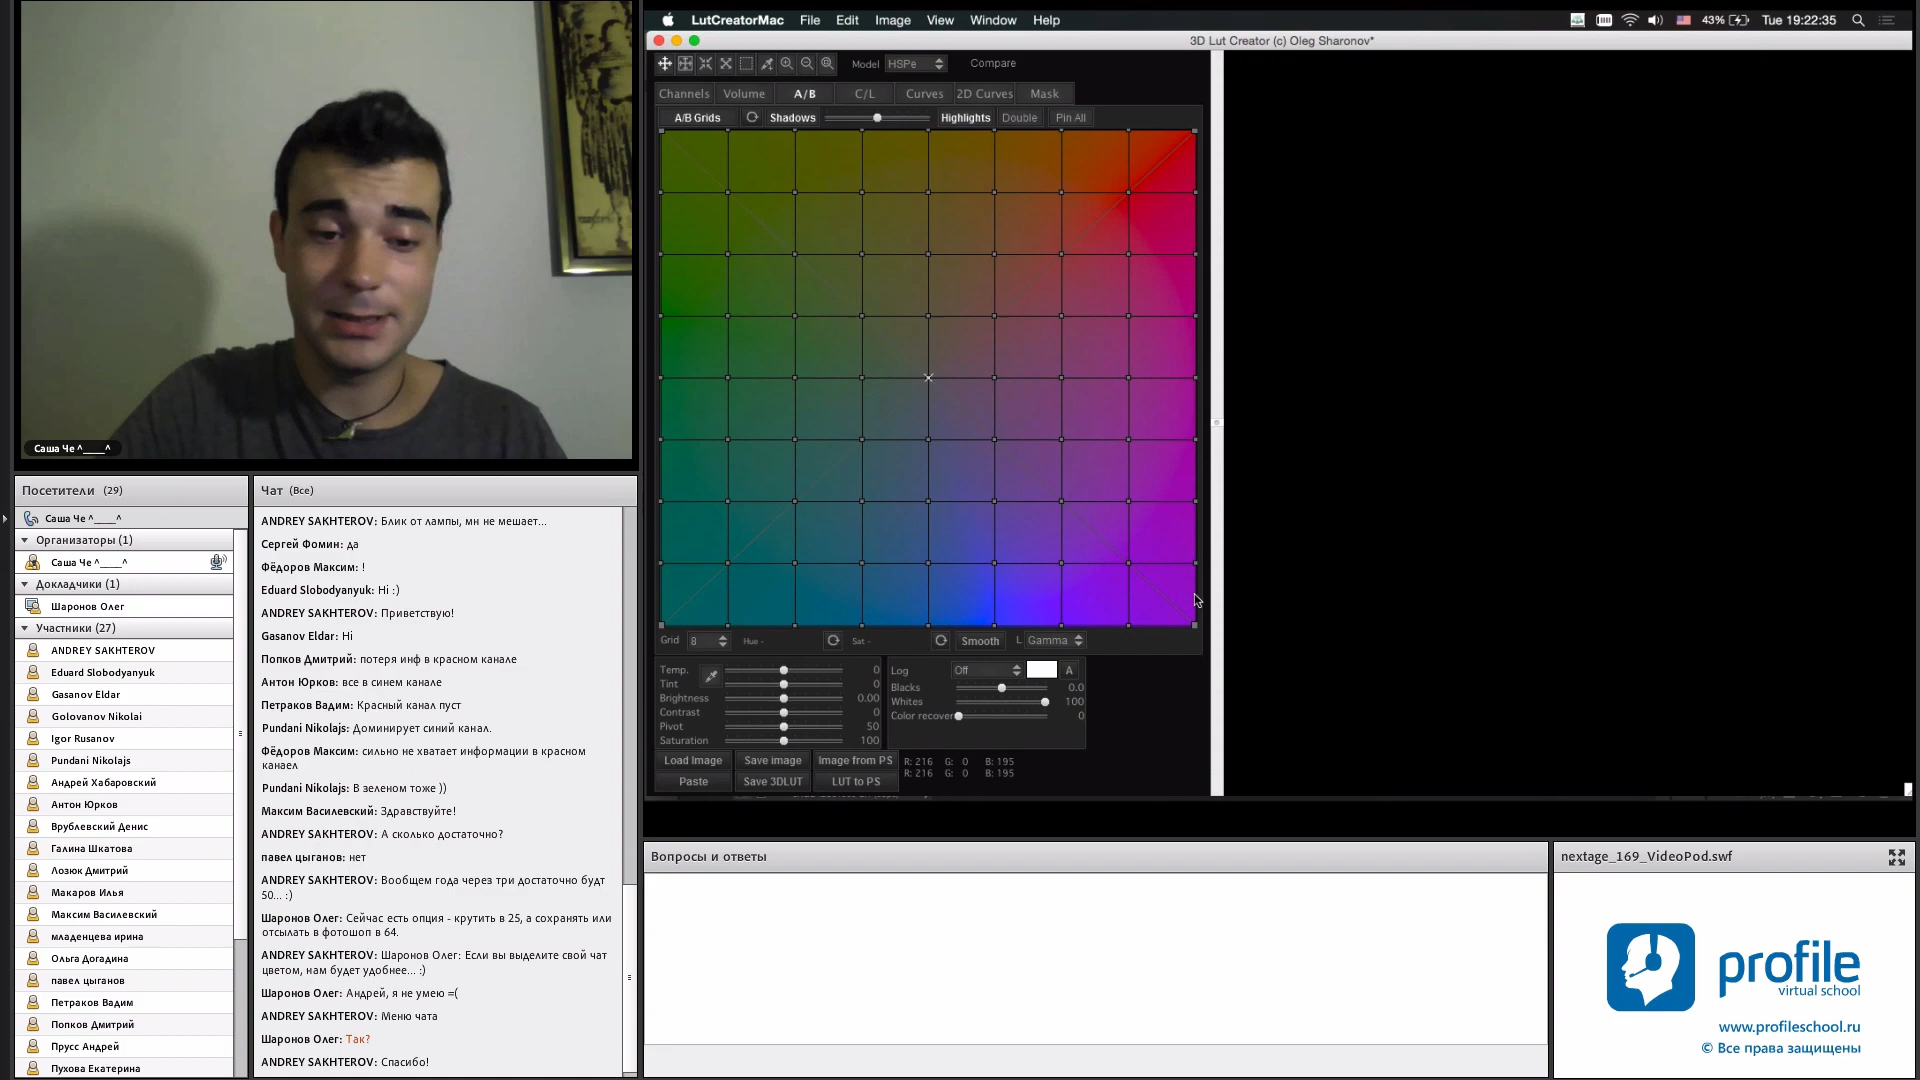 LutCreatorMac File Edit Image View Window Help
43% Tue 19:22:35
3D Lut Creator (c) Oleg Sharonov*
Model HSPe Compare
Channels Volume A/B C/L Curves 2D Curves Mask
A/B Grids Shadows Highlights Double Pin All
Grid 8 Hue - Sat - Smooth L Gamma
Temp. 0
Tint 0
Brightness 0.00
Contrast 0
Pivot 50
Saturation 100
Log Off A
Blacks 0.0
Whites 100
Color recover 0
Load Image Save image Image from PS
Paste Save 3DLUT LUT to PS
R: 216 G: 0 B: 195
R: 216 G: 0 B: 195
Саша Че ^____^
Посетители (29)
Саша Че ^____^
Организаторы (1)
Саша Че ^____^
Докладчики (1)
Шаронов Олег
Участники (27)
ANDREY SAKHTEROV
Eduard Slobodyanyuk
Gasanov Eldar
Golovanov Nikolai
Igor Rusanov
Pundani Nikolajs
Андрей Хабаровский
Антон Юрков
Врублевский Денис
Галина Шкатова
Лозюк Дмитрий
Макаров Илья
Максим Василевский
младенцева ирина
Ольга Догадина
павел цыганов
Петраков Вадим
Попков Дмитрий
Прусс Андрей
Пухова Екатерина
Чат (Все)
ANDREY SAKHTEROV: Блик от лампы, мн не мешает...
Сергей Фомин: да
Фёдоров Максим: !
Eduard Slobodyanyuk: Hi :)
ANDREY SAKHTEROV: Приветствую!
Gasanov Eldar: Hi
Попков Дмитрий: потеря инф в красном канале
Антон Юрков: все в синем канале
Петраков Вадим: Красный канал пуст
Pundani Nikolajs: Доминирует синий канал.
Фёдоров Максим: сильно не хватает информации в красном
канаел
Pundani Nikolajs: В зеленом тоже ))
Максим Василевский: Здравствуйте!
ANDREY SAKHTEROV: А сколько достаточно?
павел цыганов: нет
ANDREY SAKHTEROV: Вообщем года через три достаточно будт
50... :)
Шаронов Олег: Сейчас есть опция - крутить в 25, а сохранять или
отсылать в фотошоп в 64.
ANDREY SAKHTEROV: Шаронов Олег: Если вы выделите свой чат
цветом, нам будет удобнее... :)
Шаронов Олег: Андрей, я не умею =(
ANDREY SAKHTEROV: Меню чата
Шаронов Олег: Так?
ANDREY SAKHTEROV: Спасибо!
Вопросы и ответы
nextage_169_VideoPod.swf
profile
virtual school
www.profileschool.ru
© Все права защищены